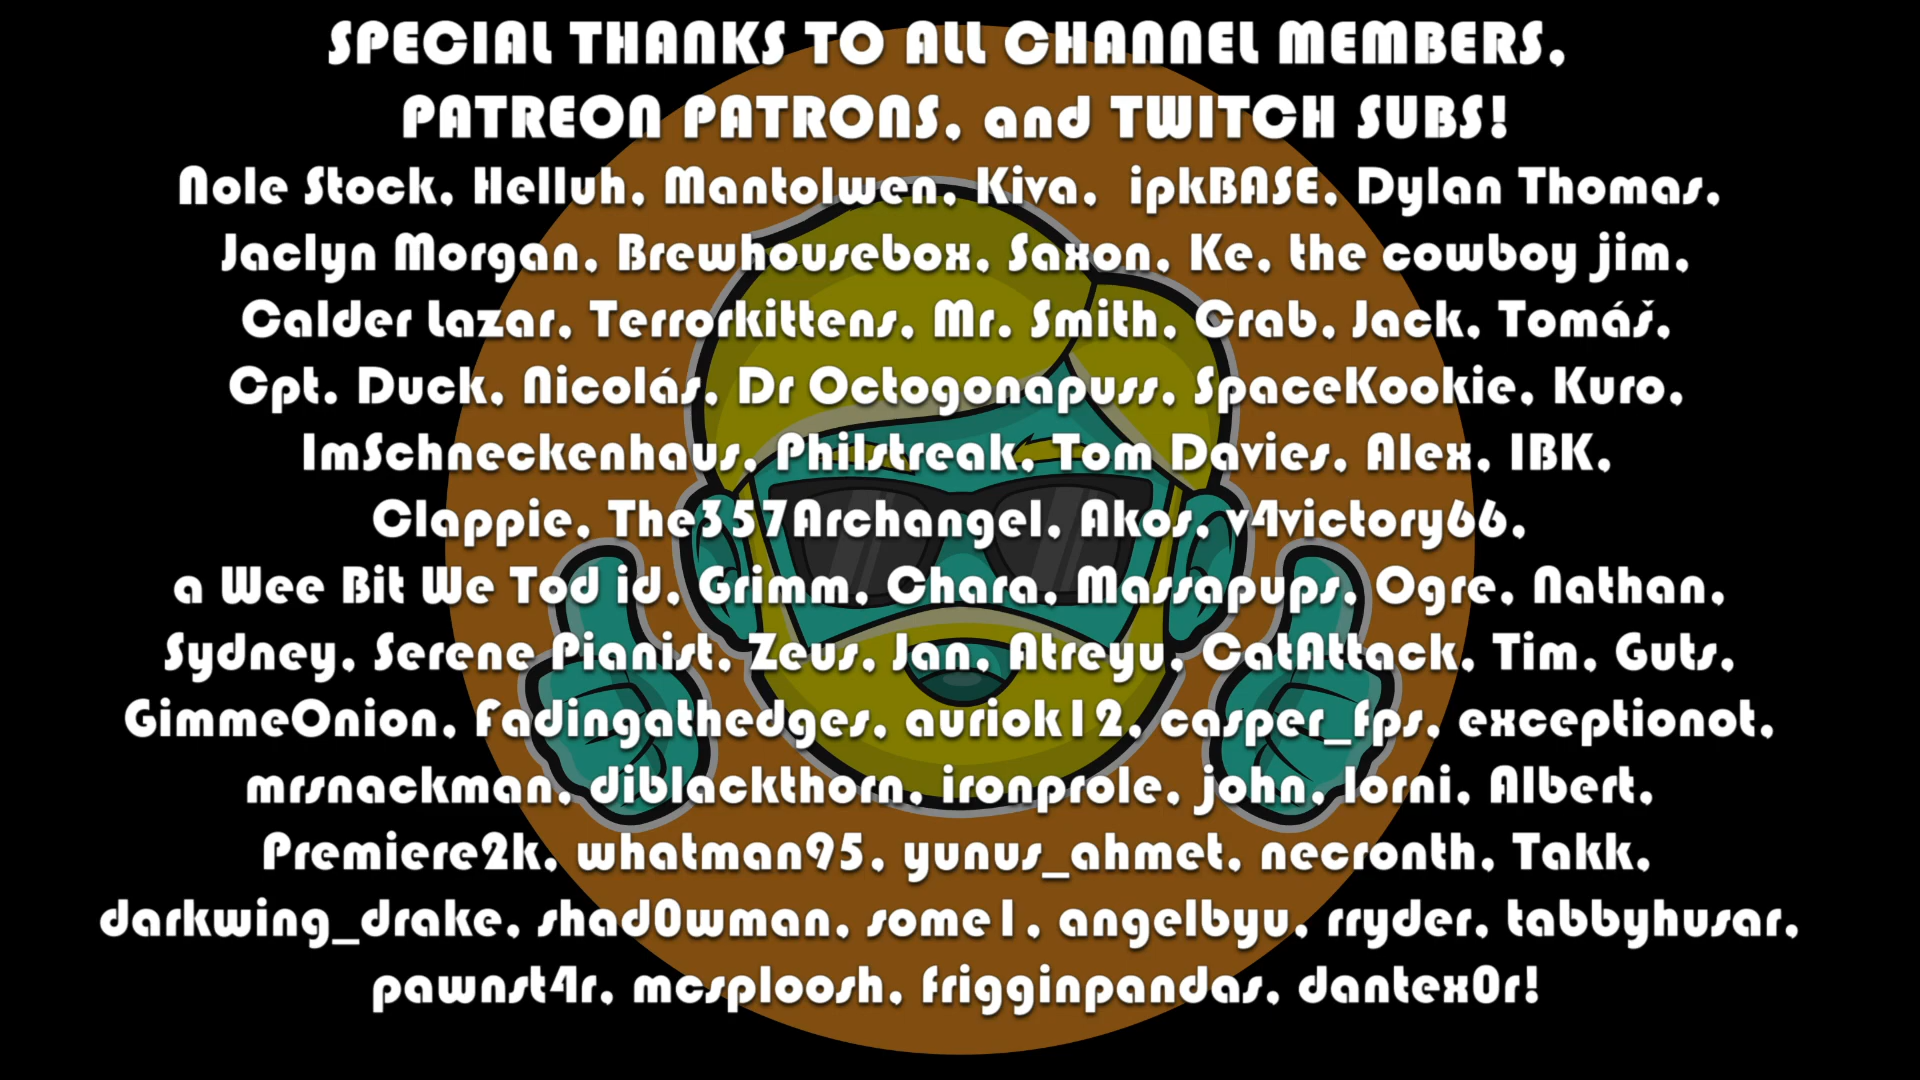 SPECIAL THANKS TO ALL CHANNEL MEMBERS,
PATREON PATRONS, and TWITCH SUBS!
Nole Stock, Helluh, Mantolwen, Kiva, ipkBASE, Dylan Thomas,
Jaclyn Morgan, Brewhousebox, Saxon, Ke, the cowboy jim,
Calder Lazar, Terrorkittens, Mr. Smith, Crab, Jack, Tomáš,
Cpt. Duck, Nicolás, Dr Octogonapuss, SpaceKookie, Kuro,
ImSchneckenhaus, Philstreak, Tom Davies, Alex, IBK,
Clappie, The357Archangel, Akos, v4victory66,
a Wee Bit We Tod id, Grimm, Chara, Massapups, Ogre, Nathan,
Sydney, Serene Pianist, Zeus, Jan, Atreyu, CatAttack, Tim, Guts,
GimmeOnion, Fadingathedges, auriok12, casper_fps, exceptionot,
mrsnackman, diblackthorn, ironprole, john, lorni, Albert,
Premiere2k, whatman95, yunus_ahmet, necronth, Takk,
darkwing_drake, shad0wman, some1, angelbyu, rryder, tabbyhusar,
pawnst4r, mcsploosh, frigginpandas, dantex0r!